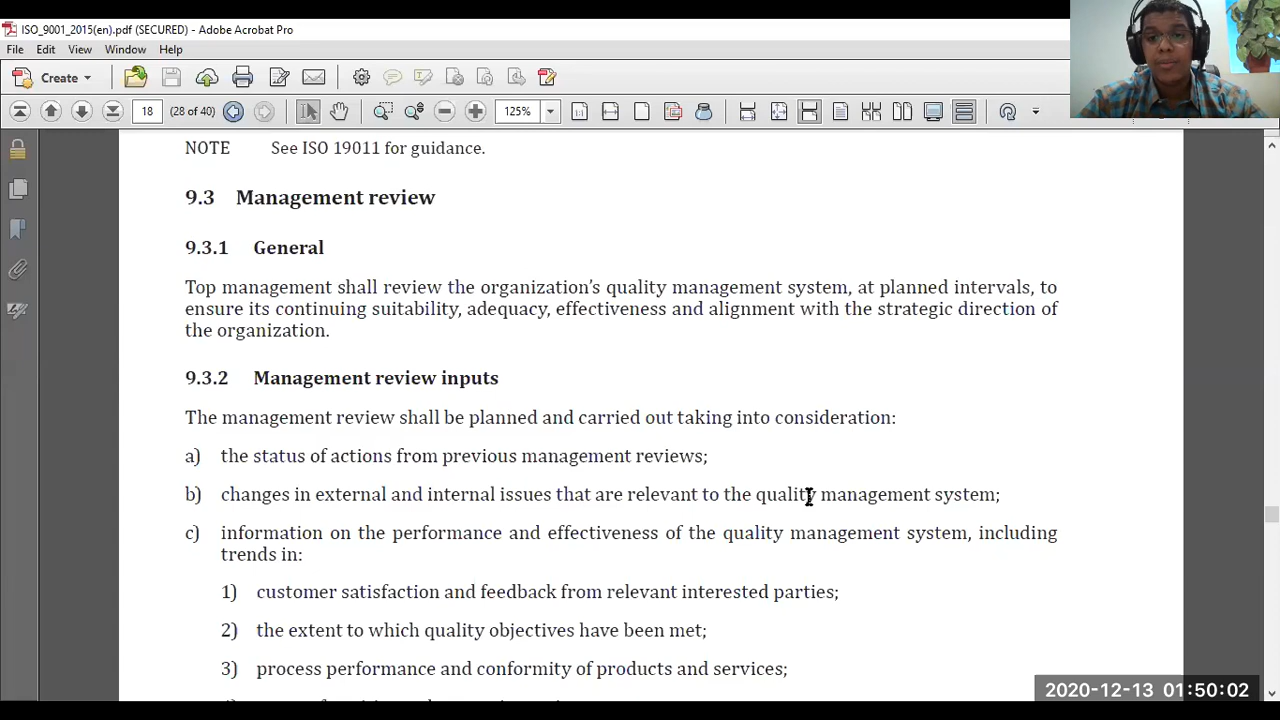 ISO_9001_2015(en).pdf (SECURED) - Adobe Acrobat Pro
File Edit View Window Help
Create
18 (28 of 40) 125%
NOTE See ISO 19011 for guidance.
9.3 Management review
9.3.1 General
Top management shall review the organization's quality management system, at planned intervals, to
ensure its continuing suitability, adequacy, effectiveness and alignment with the strategic direction of
the organization.
9.3.2 Management review inputs
The management review shall be planned and carried out taking into consideration:
a) the status of actions from previous management reviews;
b) changes in external and internal issues that are relevant to the quality management system;
c) information on the performance and effectiveness of the quality management system, including
trends in:
1) customer satisfaction and feedback from relevant interested parties;
2) the extent to which quality objectives have been met;
3) process performance and conformity of products and services;
2020-12-13 01:50:02